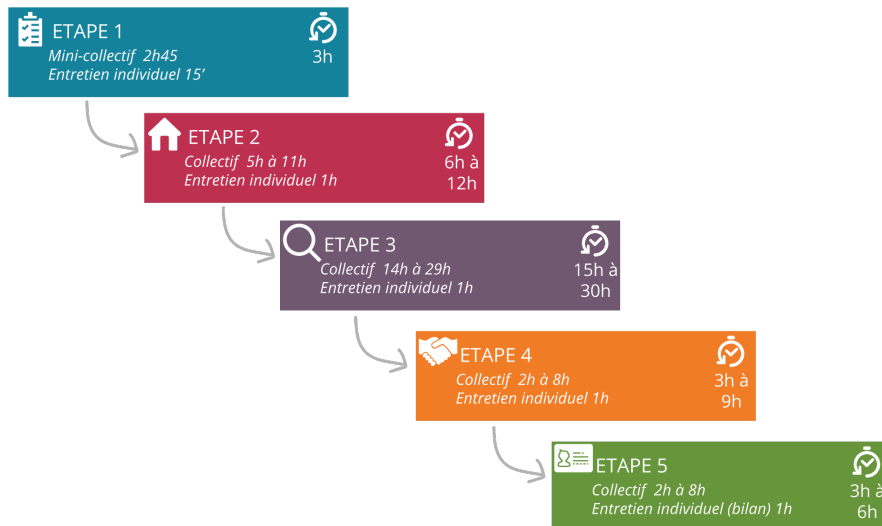 ETAPE 1
Mini-collectif 2h45
Entretien individuel 15'
3h
ETAPE 2
Collectif 5h à 11h
Entretien individuel 1h
6h à
12h
ETAPE 3
Collectif 14h à 29h
Entretien individuel 1h
15h à
30h
ETAPE 4
Collectif 2h à 8h
Entretien individuel 1h
3h à
9h
ETAPE 5
Collectif 2h à 8h
Entretien individuel (bilan) 1h
3h à
6h